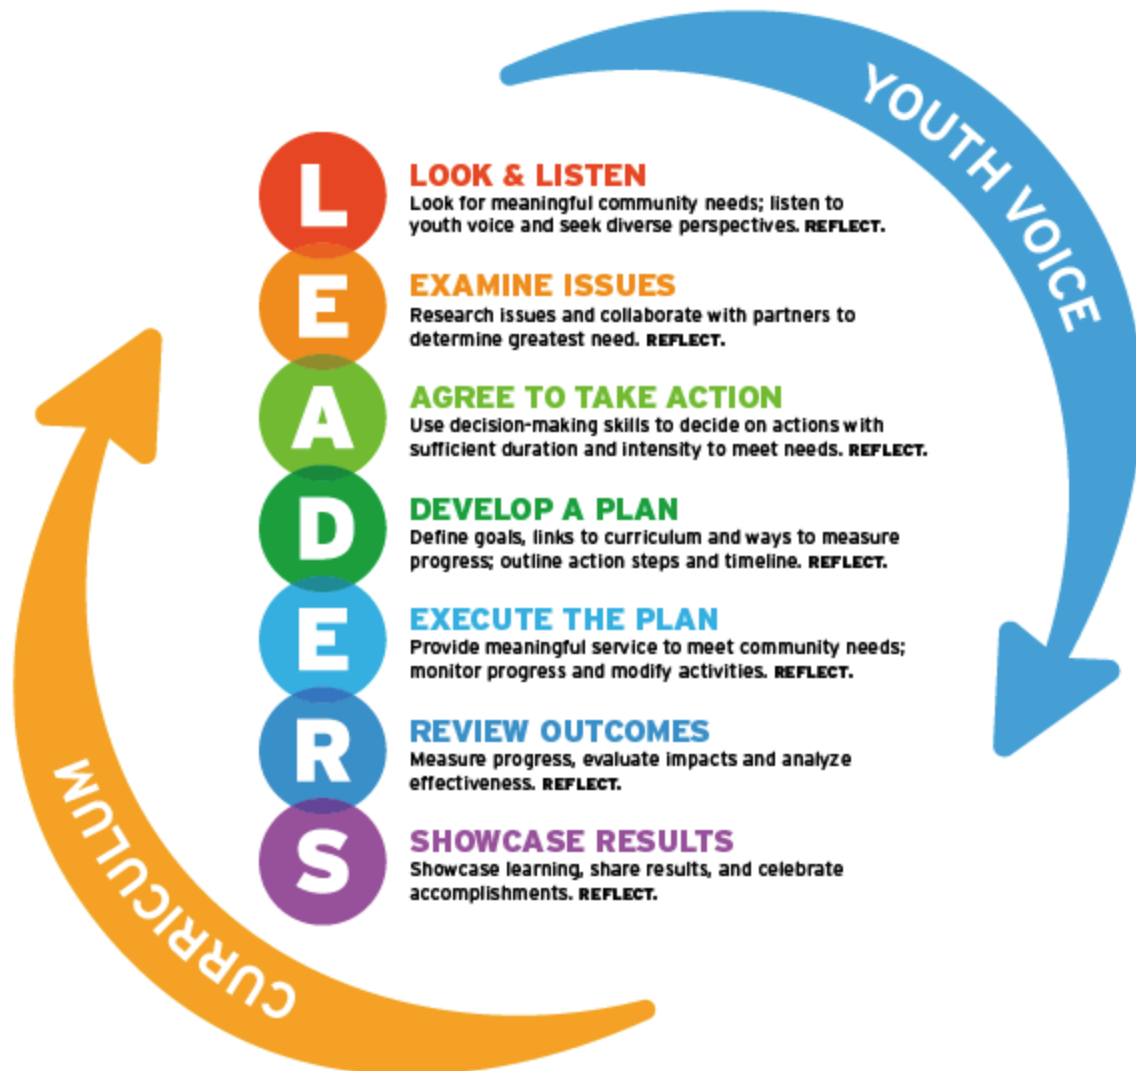 YOUTH VOICE
L
LOOK & LISTEN
Look for meaningful community needs; listen to
youth voice and seek diverse perspectives. REFLECT.
E
EXAMINE ISSUES
Research issues and collaborate with partners to
determine greatest need. REFLECT.
A
AGREE TO TAKE ACTION
Use decision-making skills to decide on actions with
sufficient duration and intensity to meet needs. REFLECT.
D
DEVELOP A PLAN
Define goals, links to curriculum and ways to measure
progress; outline action steps and timeline. REFLECT.
E
EXECUTE THE PLAN
Provide meaningful service to meet community needs;
monitor progress and modify activities. REFLECT.
R
REVIEW OUTCOMES
Measure progress, evaluate impacts and analyze
effectiveness. REFLECT.
S
SHOWCASE RESULTS
Showcase learning, share results, and celebrate
accomplishments. REFLECT.
CURRICULUM